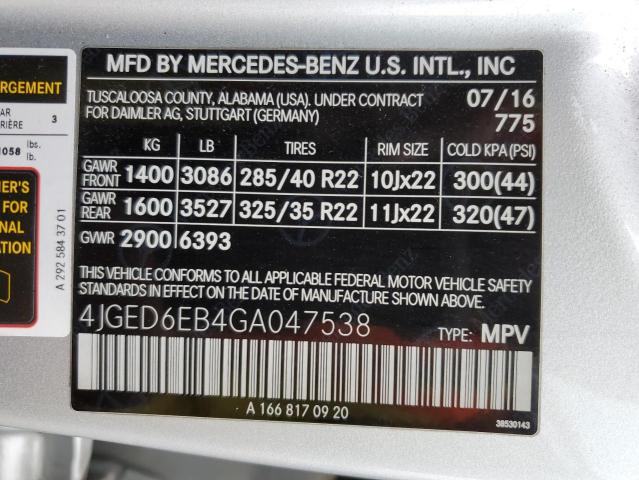 MFD BY MERCEDES-BENZ U.S. INTL., INC
TUSCALOOSA COUNTY, ALABAMA (USA). UNDER CONTRACT
FOR DAIMLER AG, STUTTGART (GERMANY)
07/16
775
KG LB TIRES RIM SIZE COLD KPA (PSI)
GAWR FRONT 1400 3086 285/40 R22 10Jx22 300(44)
GAWR REAR 1600 3527 325/35 R22 11Jx22 320(47)
GVWR 2900 6393
THIS VEHICLE CONFORMS TO ALL APPLICABLE FEDERAL MOTOR VEHICLE SAFETY
STANDARDS IN EFFECT ON THE DATE OF MANUFACTURE SHOWN ABOVE.
4JGED6EB4GA047538
TYPE: MPV
A 166 817 09 20
38530143
3
lbs.
lb.
FOR
A 292 584 37 01